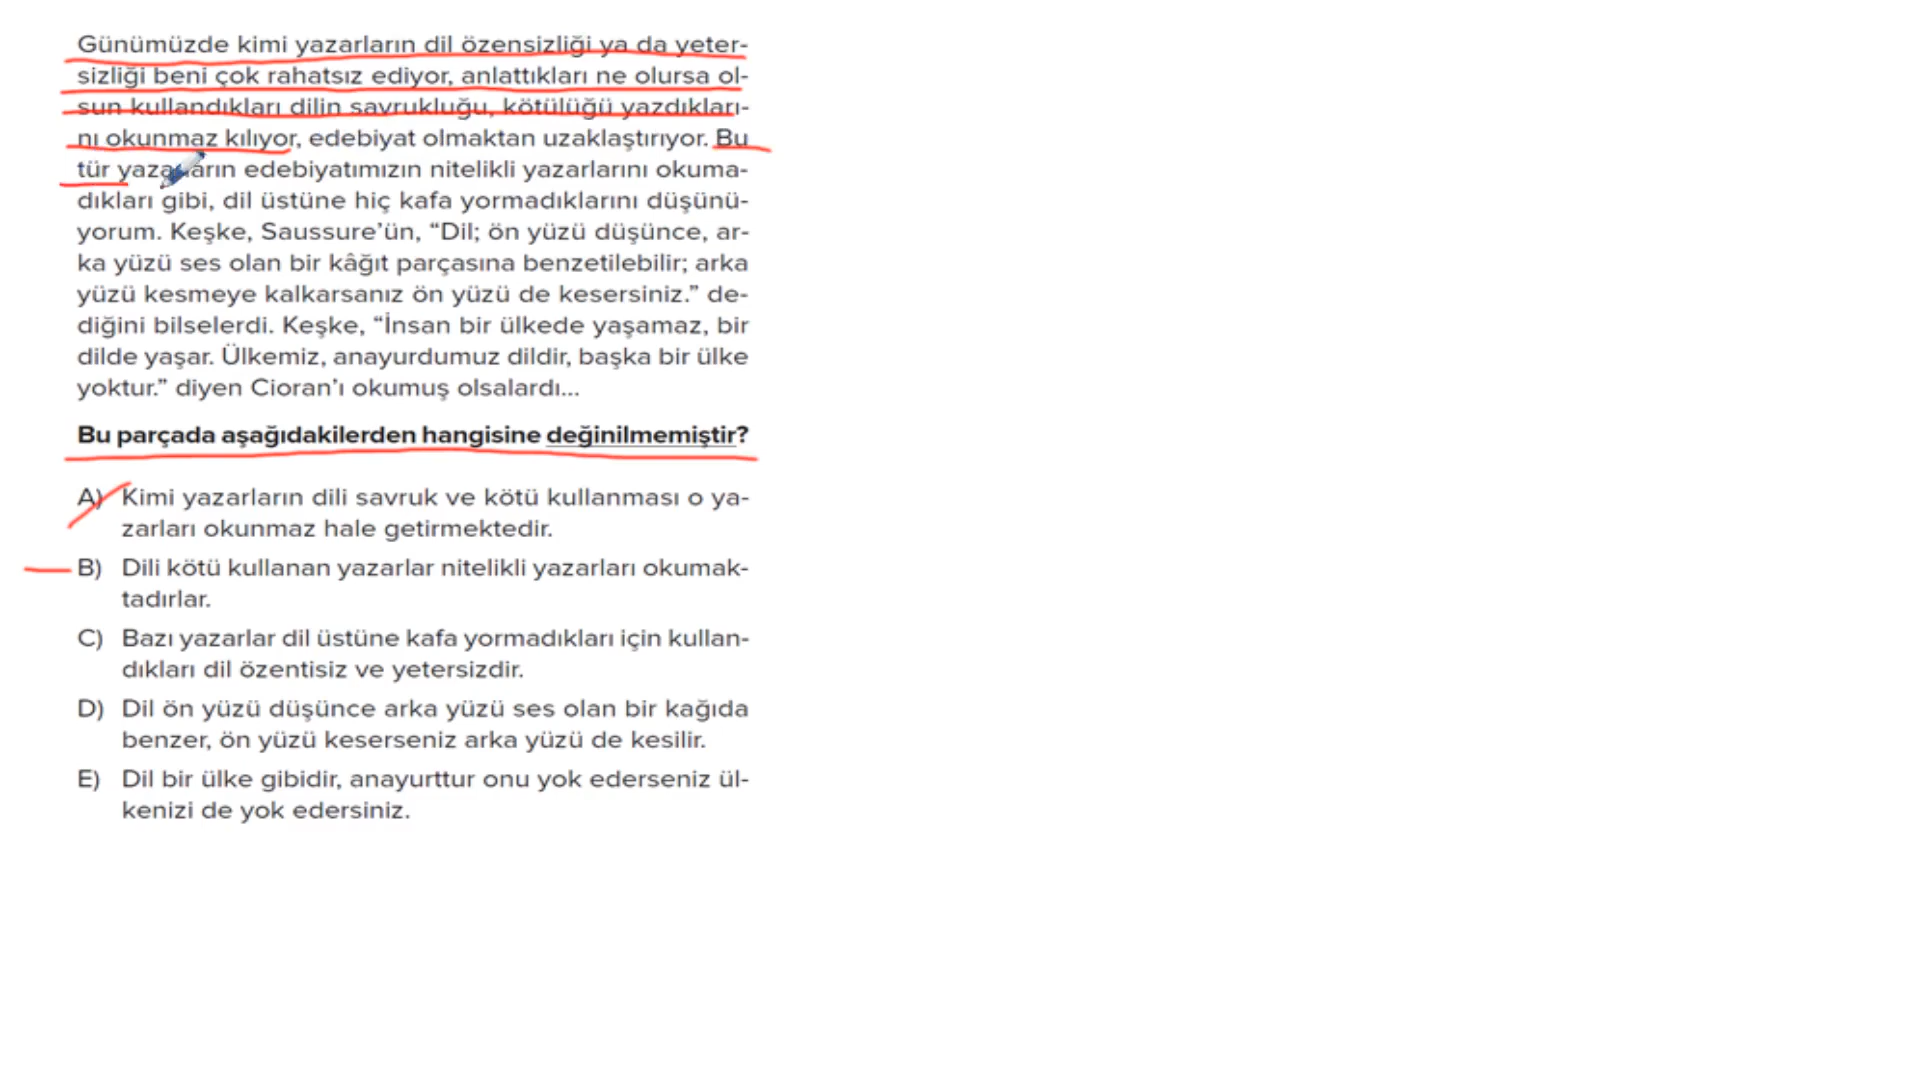 Günümüzde kimi yazarların dil özensizliği ya da yeter-
sizliği beni çok rahatsız ediyor, anlattıkları ne olursa ol-
sun kullandıkları dilin savrukluğu, kötülüğü yazdıkları-
nı okunmaz kılıyor, edebiyat olmaktan uzaklaştırıyor. Bu
tür yazarların edebiyatımızın nitelikli yazarlarını okuma-
dıkları gibi, dil üstüne hiç kafa yormadıklarını düşünü-
yorum. Keşke, Saussure’ün, “Dil; ön yüzü düşünce, ar-
ka yüzü ses olan bir kâğıt parçasına benzetilebilir; arka
yüzü kesmeye kalkarsanız ön yüzü de kesersiniz.” de-
diğini bilselerdi. Keşke, “İnsan bir ülkede yaşamaz, bir
dilde yaşar. Ülkemiz, anayurdumuz dildir, başka bir ülke
yoktur.” diyen Cioran’ı okumuş olsalardı...
Bu parçada aşağıdakilerden hangisine değinilmemiştir?
A) Kimi yazarların dili savruk ve kötü kullanması o ya-
zarları okunmaz hale getirmektedir.
B) Dili kötü kullanan yazarlar nitelikli yazarları okumak-
tadırlar.
C) Bazı yazarlar dil üstüne kafa yormadıkları için kullan-
dıkları dil özentisiz ve yetersizdir.
D) Dil ön yüzü düşünce arka yüzü ses olan bir kağıda
benzer, ön yüzü keserseniz arka yüzü de kesilir.
E) Dil bir ülke gibidir, anayurttur onu yok ederseniz ül-
kenizi de yok edersiniz.